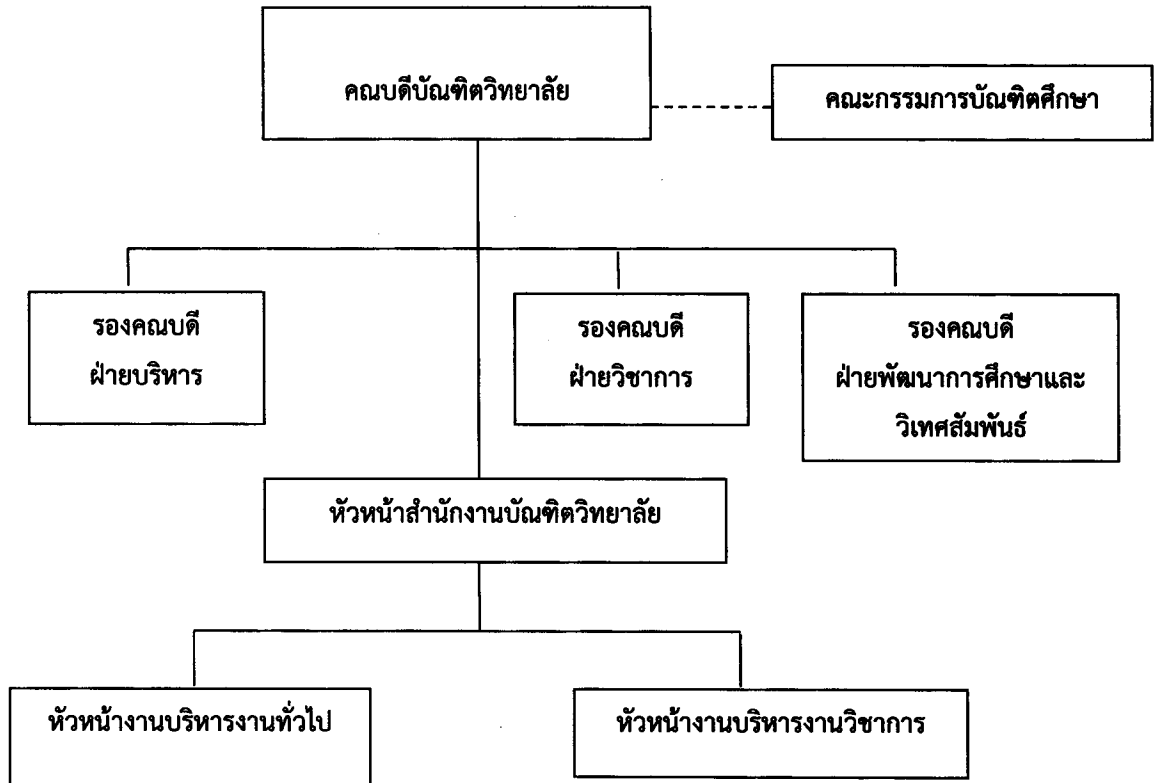 คณบดีบัณฑิตวิทยาลัย
คณะกรรมการบัณฑิตศึกษา
รองคณบดี
ฝ่ายบริหาร
รองคณบดี
ฝ่ายวิชาการ
รองคณบดี
ฝ่ายพัฒนาการศึกษาและ
วิเทศสัมพันธ์
หัวหน้าสำนักงานบัณฑิตวิทยาลัย
หัวหน้างานบริหารงานทั่วไป
หัวหน้างานบริหารงานวิชาการ